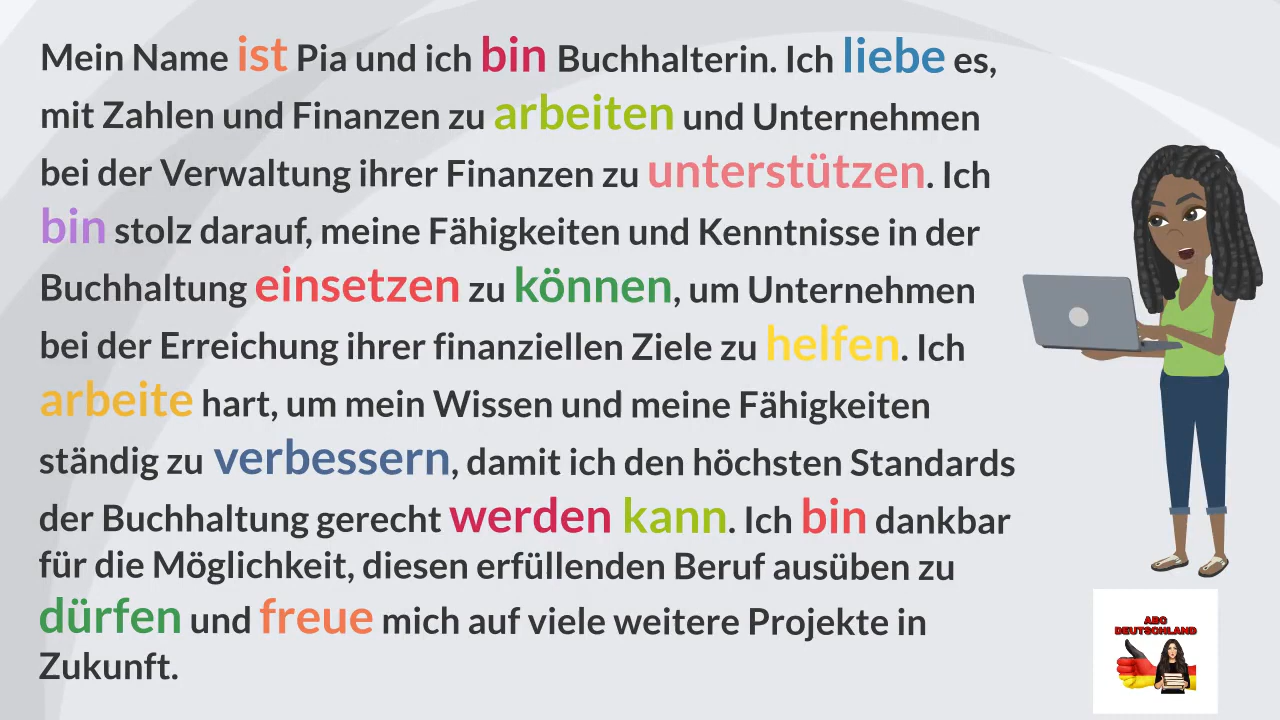 Mein Name ist Pia und ich bin Buchhalterin. Ich liebe es,
mit Zahlen und Finanzen zu arbeiten und Unternehmen
bei der Verwaltung ihrer Finanzen zu unterstützen. Ich
bin stolz darauf, meine Fähigkeiten und Kenntnisse in der
Buchhaltung einsetzen zu können, um Unternehmen
bei der Erreichung ihrer finanziellen Ziele zu helfen. Ich
arbeite hart, um mein Wissen und meine Fähigkeiten
ständig zu verbessern, damit ich den höchsten Standards
der Buchhaltung gerecht werden kann. Ich bin dankbar
für die Möglichkeit, diesen erfüllenden Beruf ausüben zu
dürfen und freue mich auf viele weitere Projekte in
Zukunft.
ABC
DEUTSCHLAND